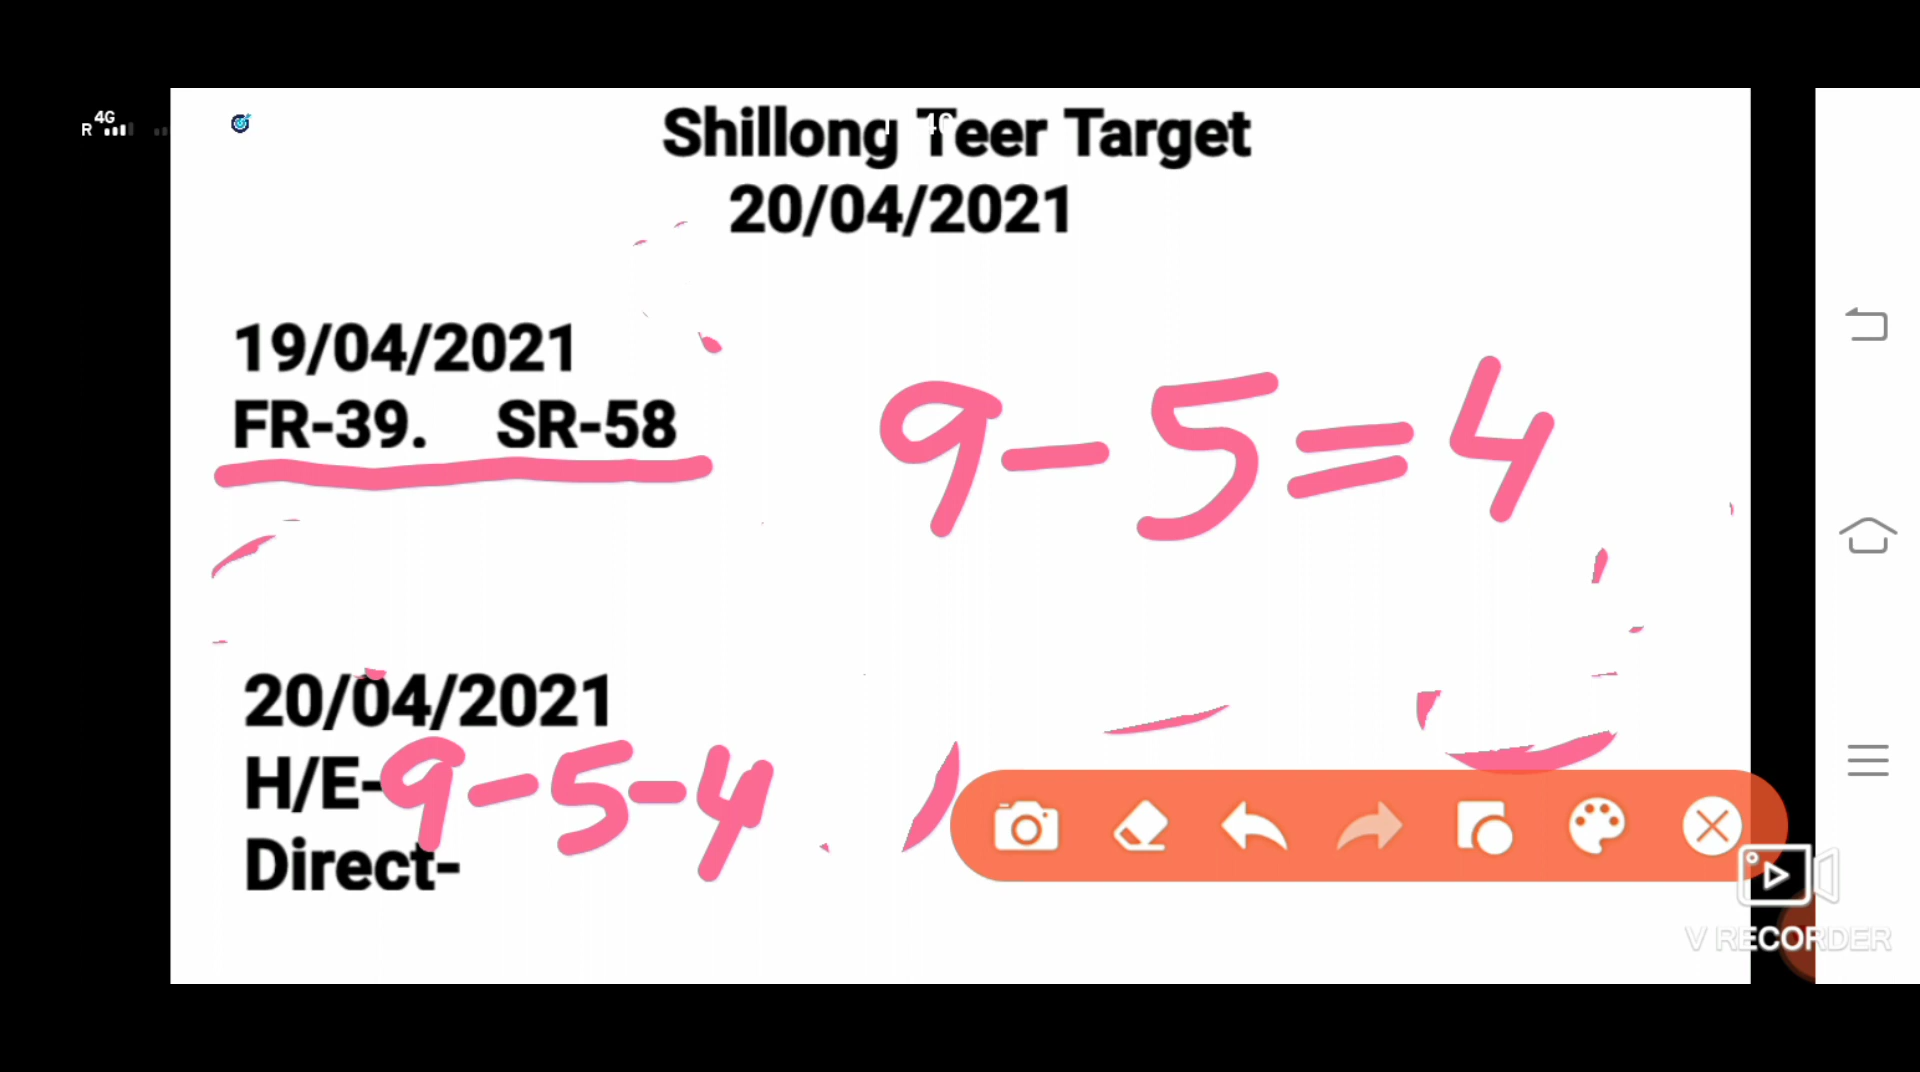 4G
R
Shillong Teer Target
20/04/2021
19/04/2021
FR-39. SR-58
9-5=4
20/04/2021
H/E-9-5-4
Direct-
V RECORDER